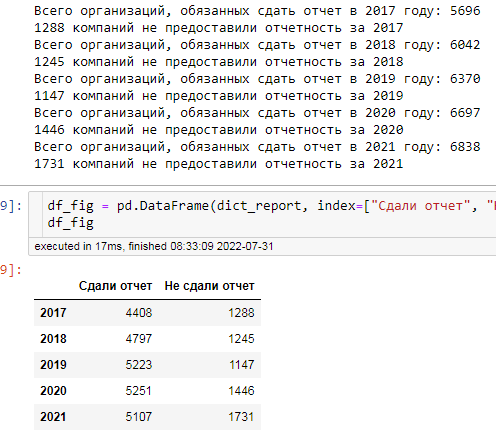 Всего организаций, обязанных сдать отчет в 2017 году: 5696
1288 компаний не предоставили отчетность за 2017
Всего организаций, обязанных сдать отчет в 2018 году: 6042
1245 компаний не предоставили отчетность за 2018
Всего организаций, обязанных сдать отчет в 2019 году: 6370
1147 компаний не предоставили отчетность за 2019
Всего организаций, обязанных сдать отчет в 2020 году: 6697
1446 компаний не предоставили отчетность за 2020
Всего организаций, обязанных сдать отчет в 2021 году: 6838
1731 компаний не предоставили отчетность за 2021
9]: df_fig = pd.DataFrame(dict_report, index=["Сдали отчет", "
df_fig
executed in 17ms, finished 08:33:09 2022-07-31
9]:
Сдали отчет Не сдали отчет
2017 4408 1288
2018 4797 1245
2019 5223 1147
2020 5251 1446
2021 5107 1731